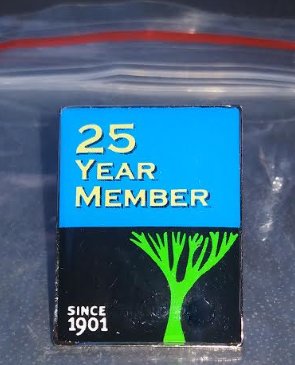 25
YEAR
MEMBER
SINCE
1901